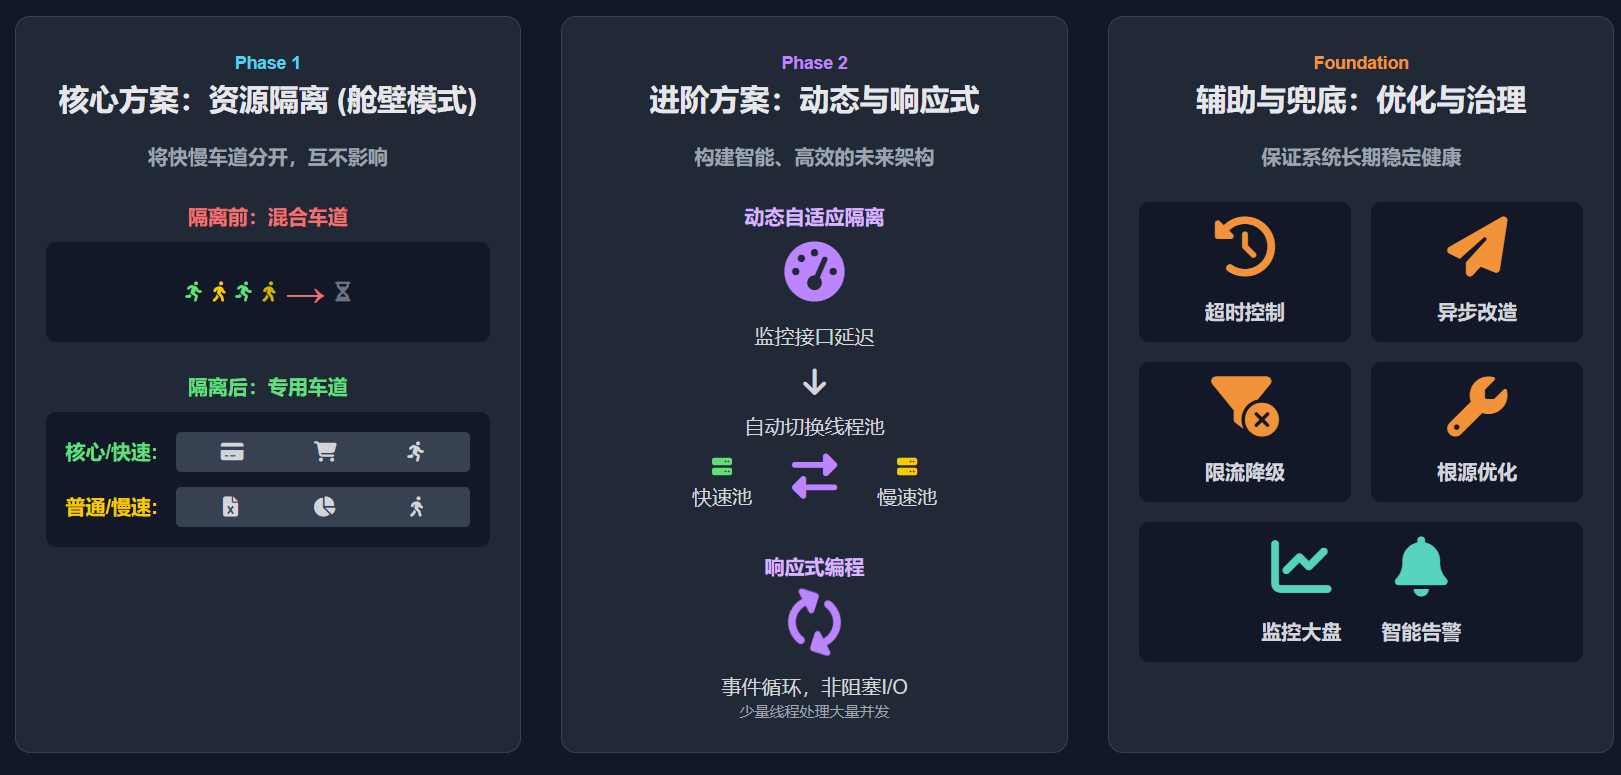 Phase 1
核心方案：资源隔离 (舱壁模式)
将快慢车道分开，互不影响
隔离前：混合车道
隔离后：专用车道
核心/快速:
普通/慢速:
Phase 2
进阶方案：动态与响应式
构建智能、高效的未来架构
动态自适应隔离
监控接口延迟
自动切换线程池
快速池
慢速池
响应式编程
事件循环，非阻塞I/O
少量线程处理大量并发
Foundation
辅助与兜底：优化与治理
保证系统长期稳定健康
超时控制
异步改造
限流降级
根源优化
监控大盘
智能告警